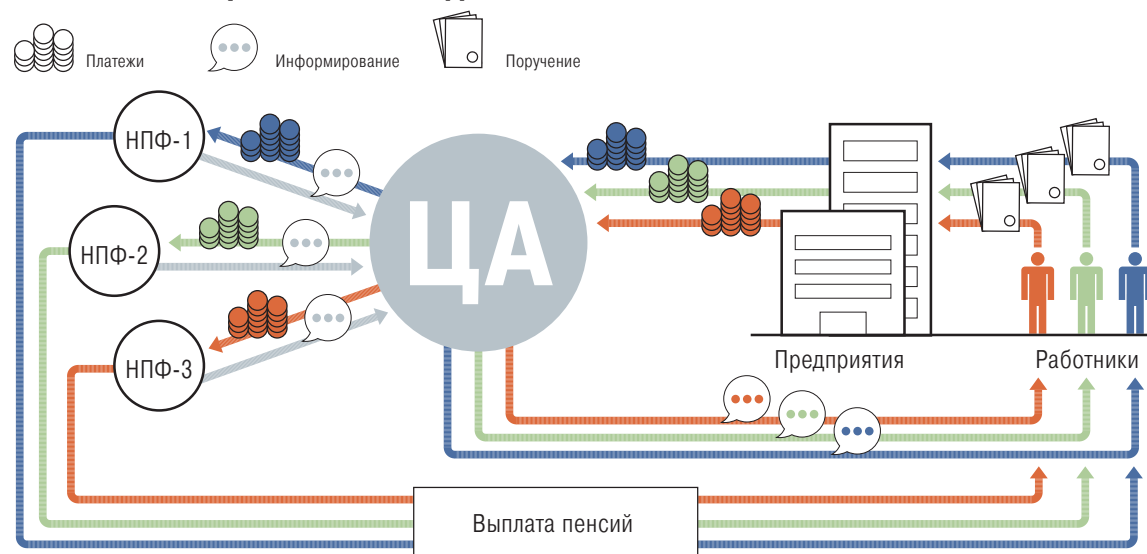 Платежи
Информирование
Поручение
НПФ-1
НПФ-2
НПФ-3
ЦА
Предприятия
Работники
Выплата пенсий